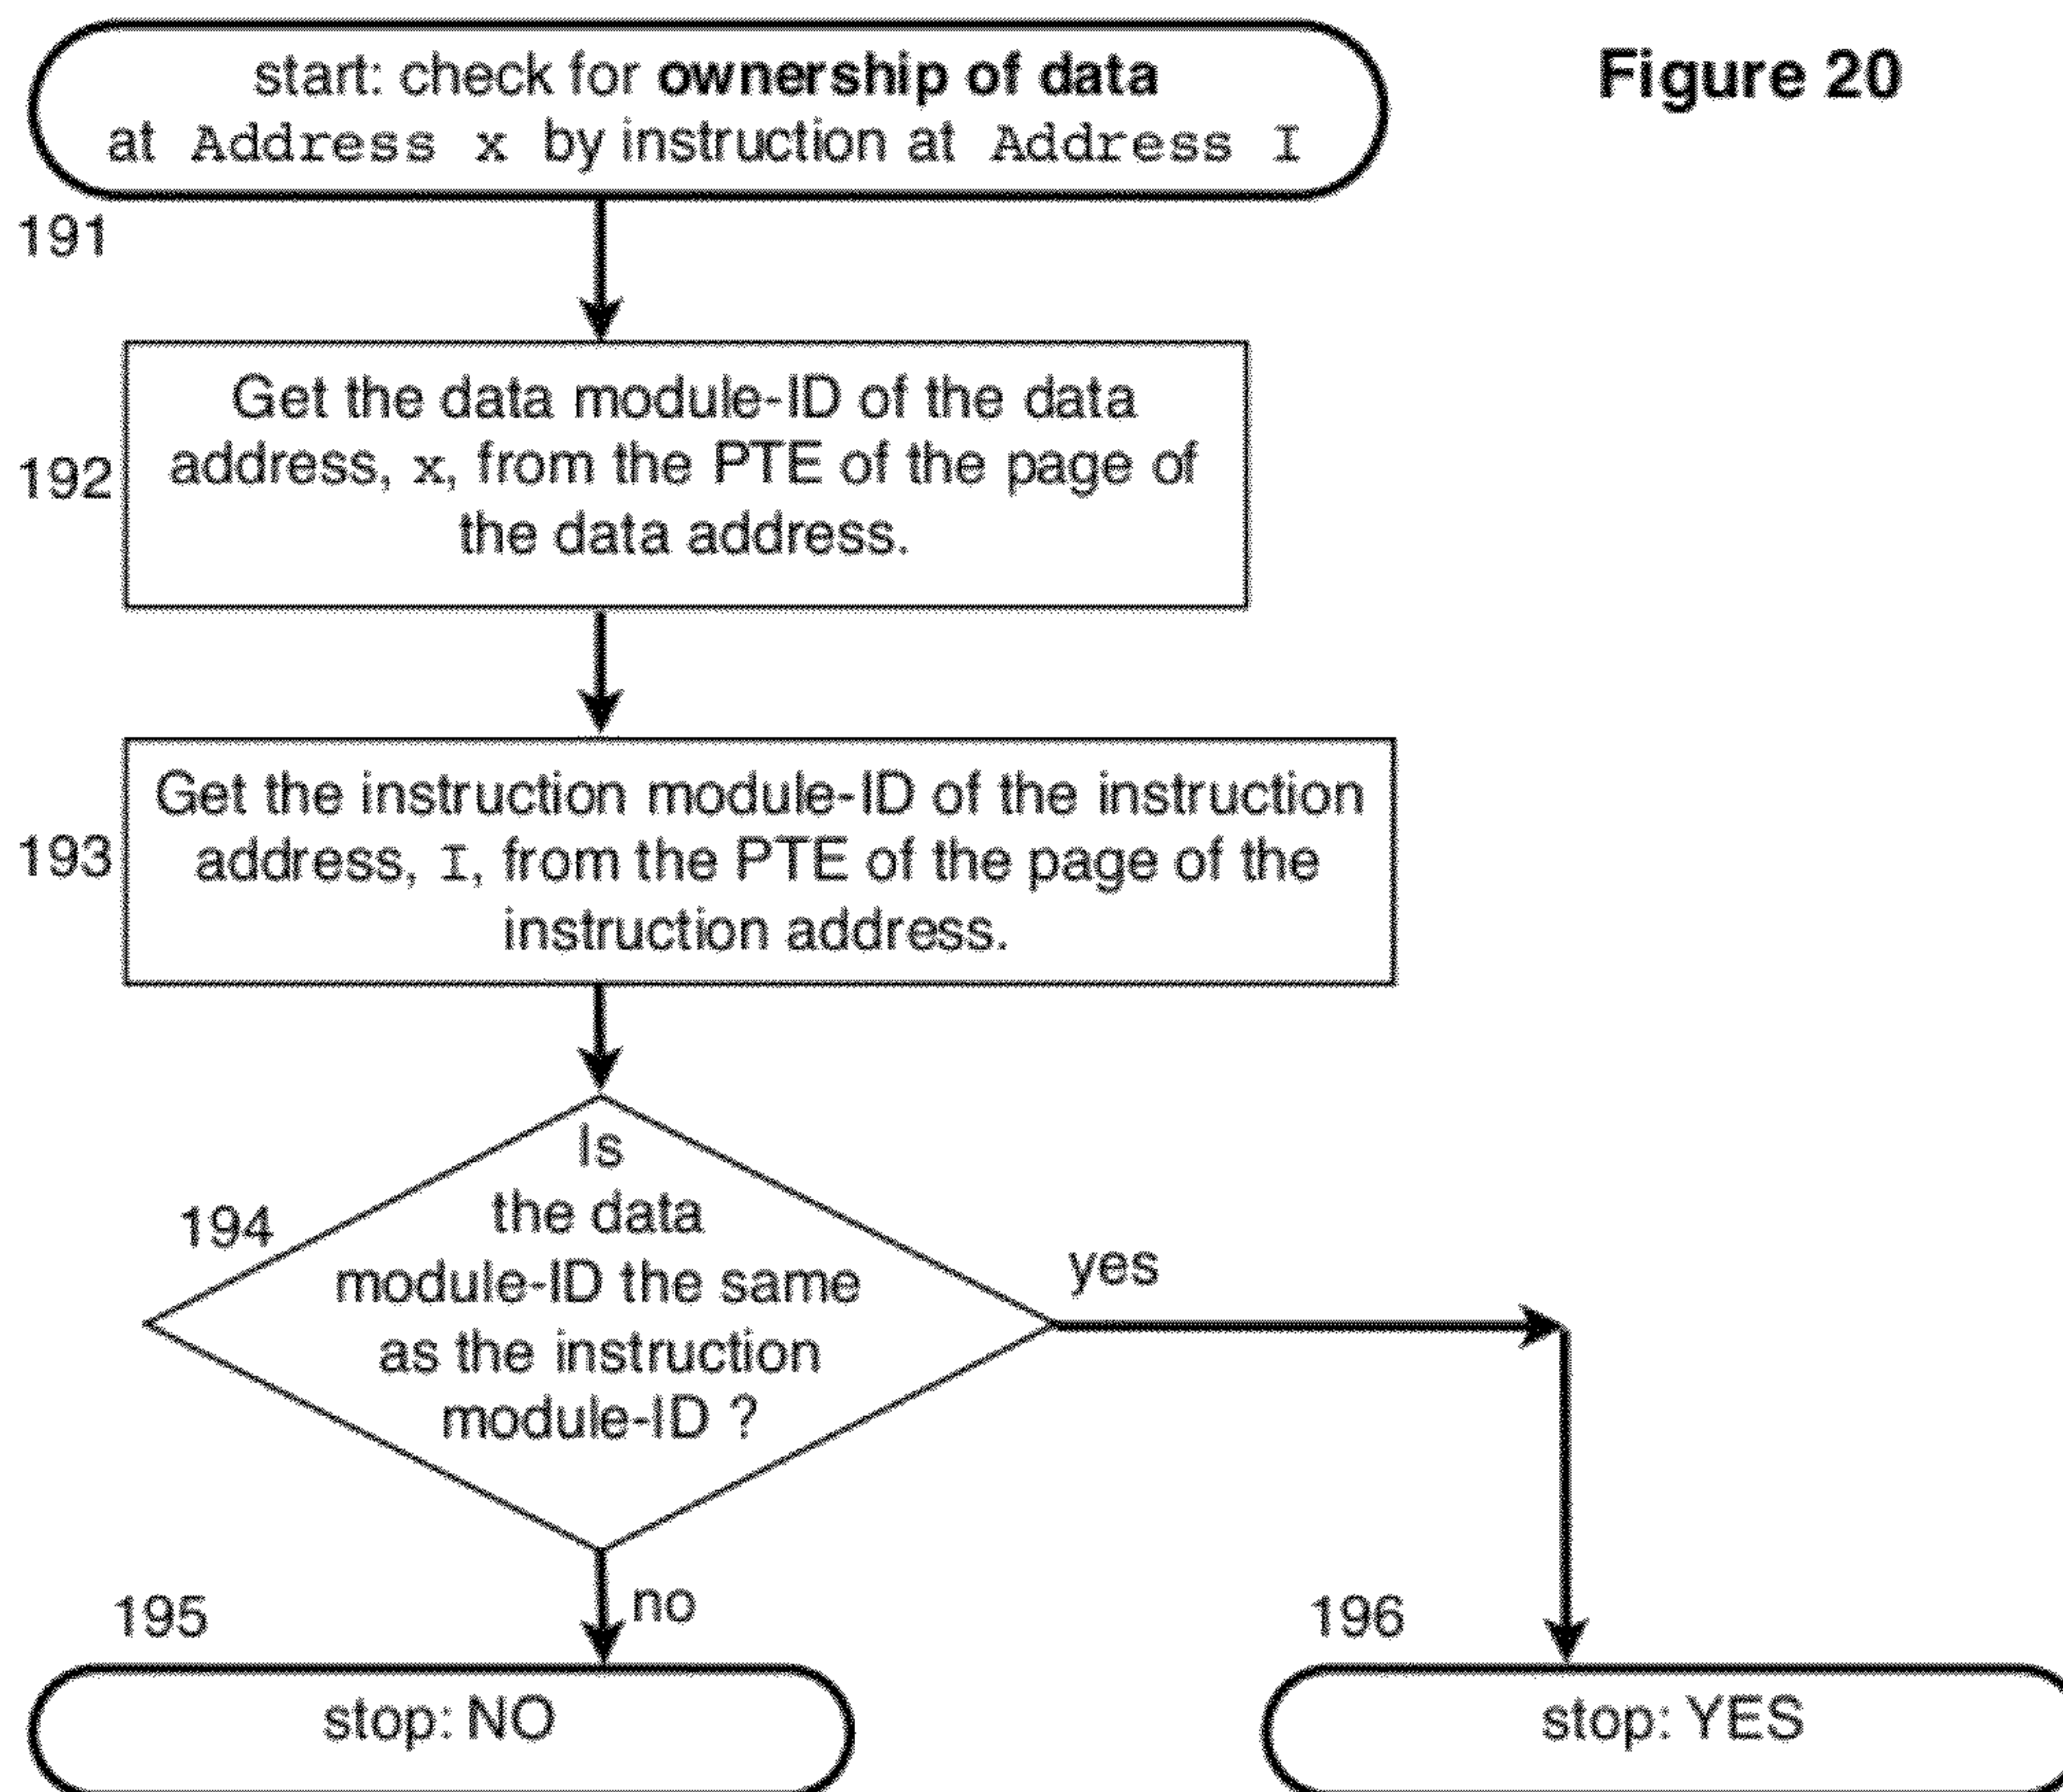 start: check for ownership of data
at Address x by instruction at Address I
Figure 20
191
Get the data module-ID of the data
address, x, from the PTE of the page of
the data address.
192
Get the instruction module-ID of the instruction
address, I, from the PTE of the page of the
instruction address.
193
Is
the data
module-ID the same
as the instruction
module-ID ?
194
yes
no
195
196
stop: NO
stop: YES